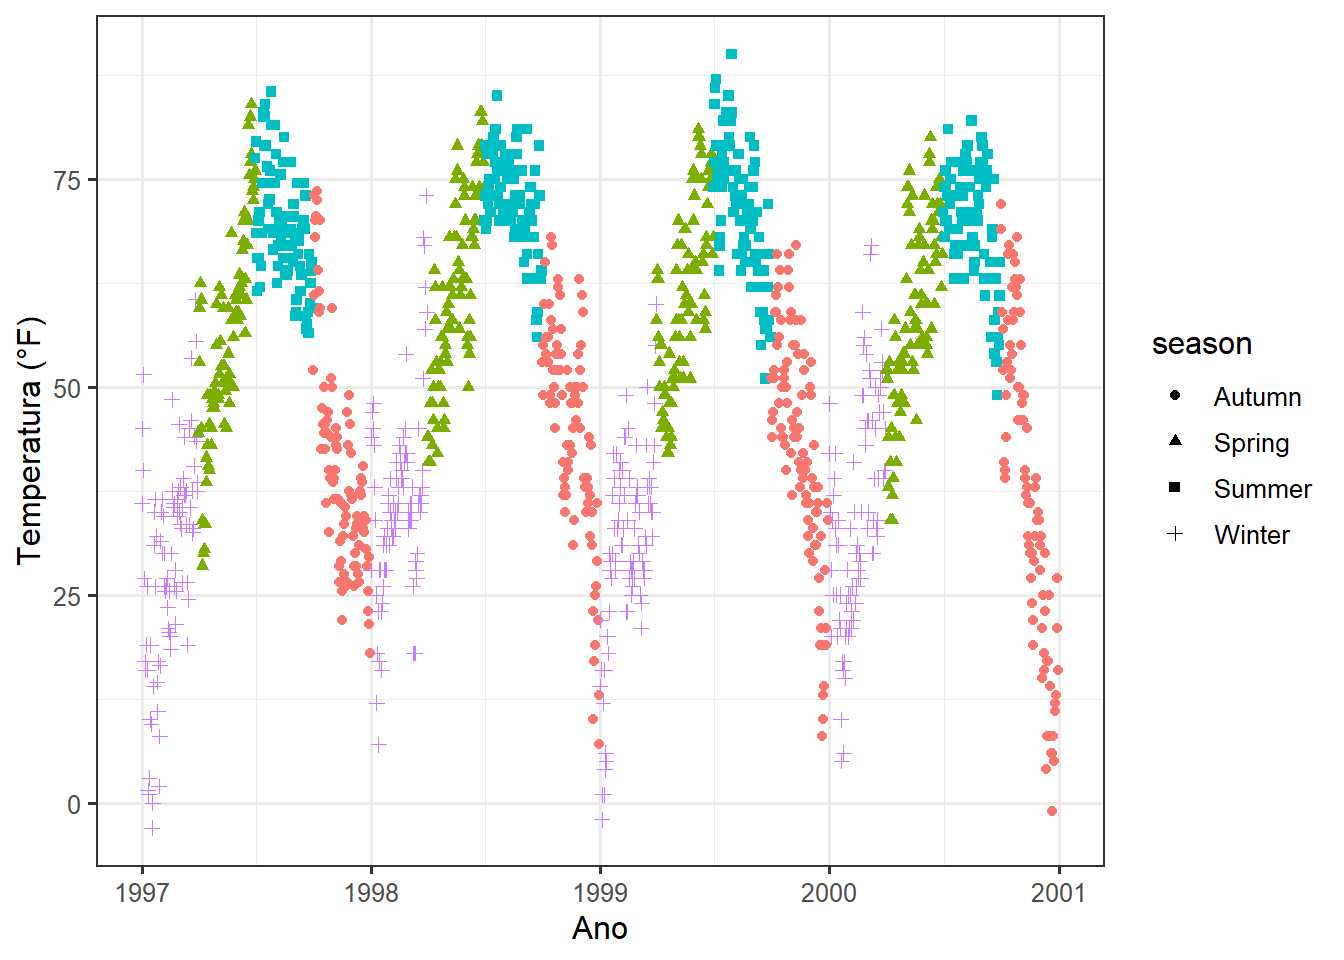 Temperatura (°F)
75
50
25
0
1997 1998 1999 2000 2001
Ano
season
Autumn
Spring
Summer
Winter